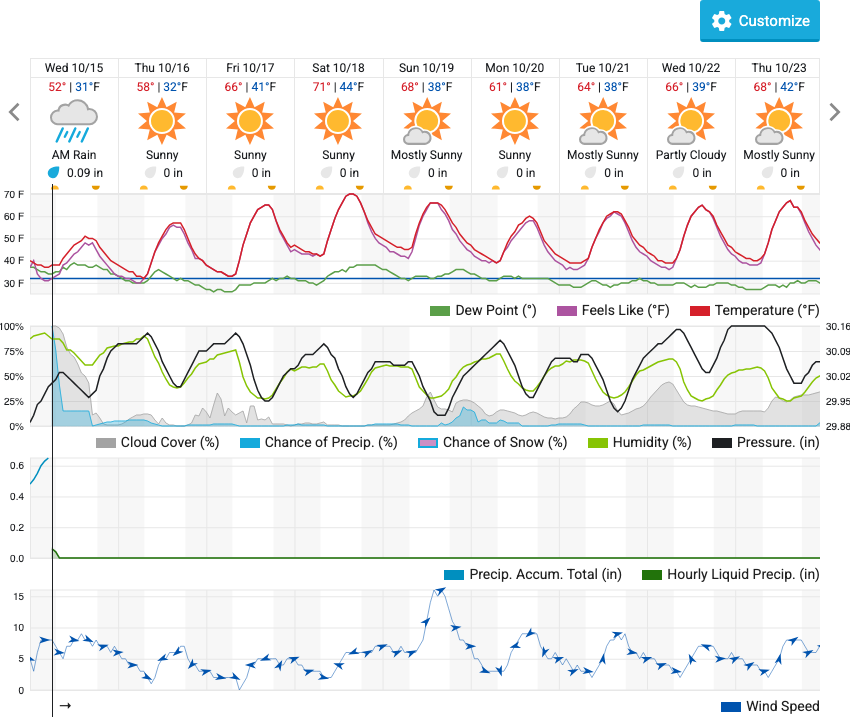 Customize
Wed 10/15 Thu 10/16 Fri 10/17 Sat 10/18 Sun 10/19 Mon 10/20 Tue 10/21 Wed 10/22 Thu 10/23
52° | 31°F 58° | 32°F 66° | 41°F 71° | 44°F 68° | 38°F 61° | 38°F 64° | 38°F 66° | 39°F 68° | 42°F
AM Rain Sunny Sunny Sunny Mostly Sunny Sunny Mostly Sunny Partly Cloudy Mostly Sunny
0.09 in 0 in 0 in 0 in 0 in 0 in 0 in 0 in 0 in
70 F
60 F
50 F
40 F
30 F
Dew Point (°) Feels Like (°F) Temperature (°F)
100% 30.16
75% 30.09
50% 30.02
25% 29.95
0% 29.88
Cloud Cover (%) Chance of Precip. (%) Chance of Snow (%) Humidity (%) Pressure. (in)
0.6
0.4
0.2
0.0
Precip. Accum. Total (in) Hourly Liquid Precip. (in)
15
10
5
0
Wind Speed